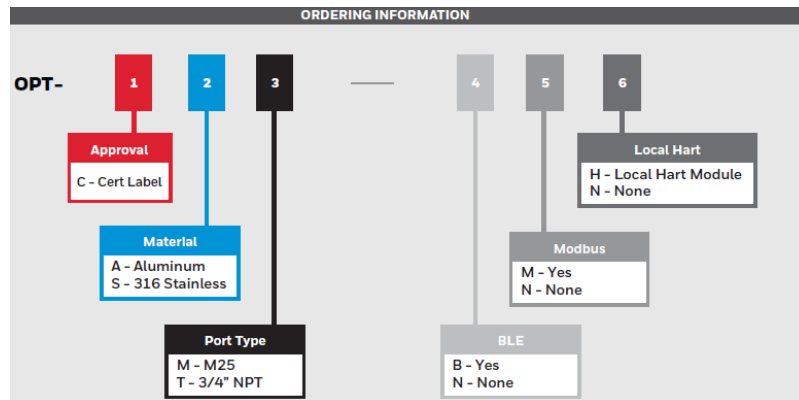 ORDERING INFORMATION
OPT- 1 2 3 — 4 5 6
Approval
C - Cert Label
Local Hart
H - Local Hart Module
N - None
Material
A - Aluminum
S - 316 Stainless
Modbus
M - Yes
N - None
Port Type
M - M25
T - 3/4” NPT
BLE
B - Yes
N - None